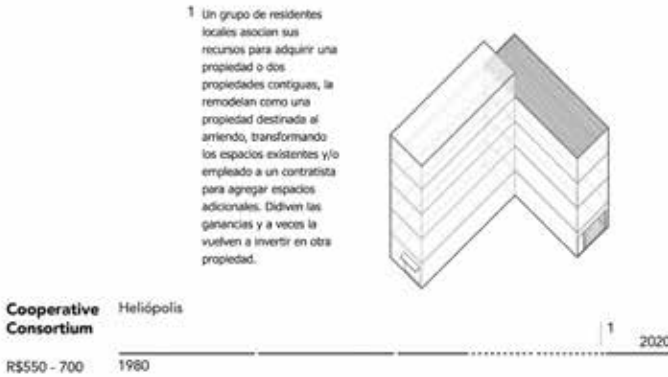 1 Un grupo de residentes
locales asocian sus
recursos para adquirir una
propiedad o dos
propiedades contiguas, la
remodelan como una
propiedad destinada al
arriendo, transformando
los espacios existentes y/o
empleado a un contratista
para agregar espacios
adicionales. Didiven las
ganancias y a veces la
vuelven a invertir en otra
propiedad.
Cooperative Heliópolis
Consortium
1
2020
R$550 - 700 1980